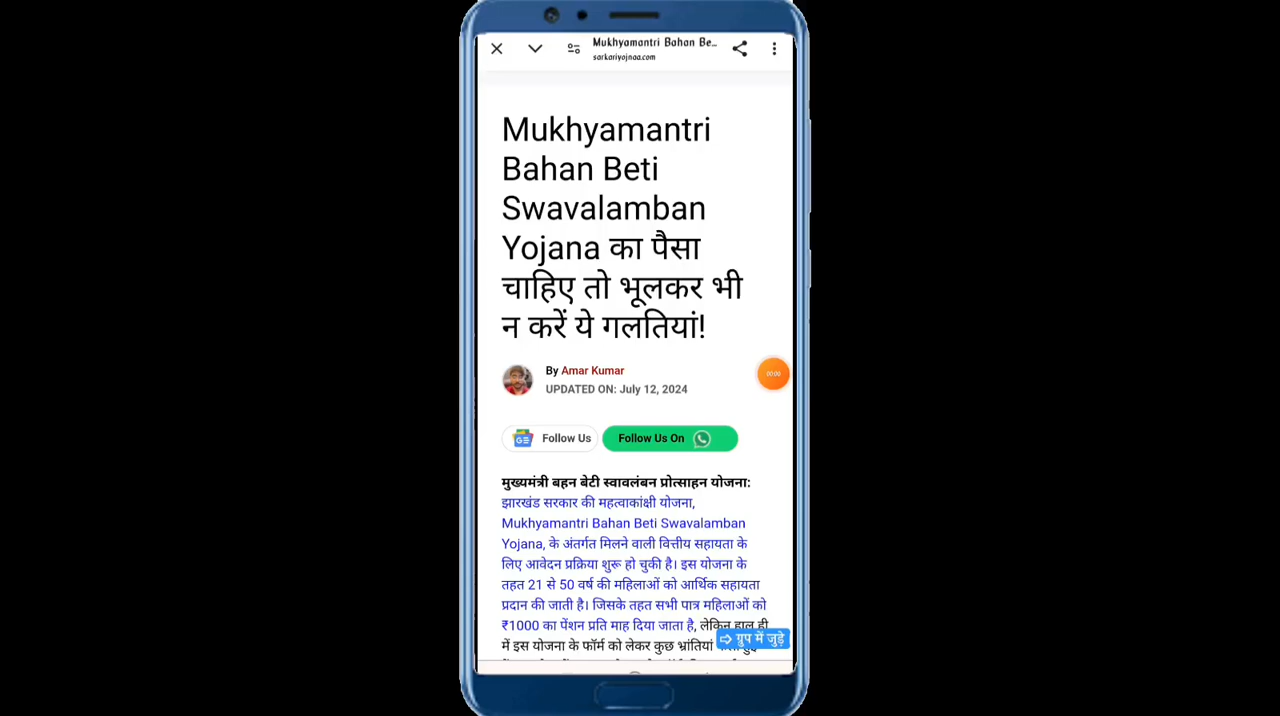 Mukhyamantri Bahan Be...
sarkariyojnaa.com
Mukhyamantri
Bahan Beti
Swavalamban
Yojana का पैसा
चाहिए तो भूलकर भी
न करें ये गलतियां!
By Amar Kumar
UPDATED ON: July 12, 2024
00:00
GE Follow Us
Follow Us On
मुख्यमंत्री बहन बेटी स्वावलंबन प्रोत्साहन योजना:
झारखंड सरकार की महत्वाकांक्षी योजना,
Mukhyamantri Bahan Beti Swavalamban
Yojana, के अंतर्गत मिलने वाली वित्तीय सहायता के
लिए आवेदन प्रक्रिया शुरू हो चुकी है। इस योजना के
तहत 21 से 50 वर्ष की महिलाओं को आर्थिक सहायता
प्रदान की जाती है। जिसके तहत सभी पात्र महिलाओं को
₹1000 का पेंशन प्रति माह दिया जाता है, लेकिन हाल ही
में इस योजना के फॉर्म को लेकर कुछ भ्रांतियां
⇨ ग्रुप में जुड़े